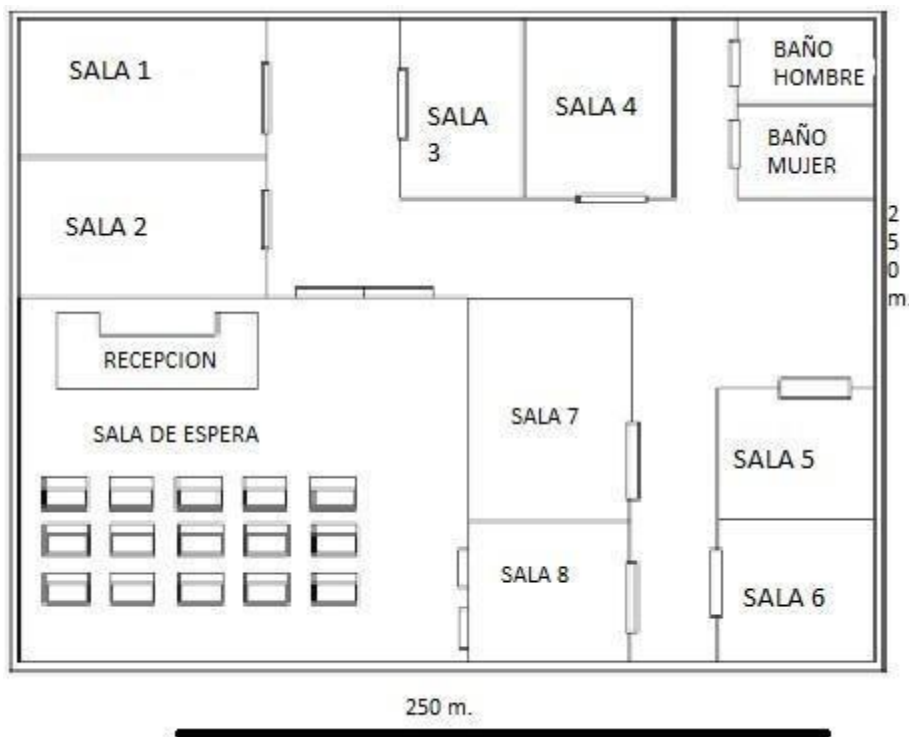 SALA 1
SALA
3
SALA 4
BAÑO
HOMBRE
BAÑO
MUJER
SALA 2
2
5
0
m.
RECEPCION
SALA DE ESPERA
SALA 7
SALA 5
SALA 8
SALA 6
250 m.